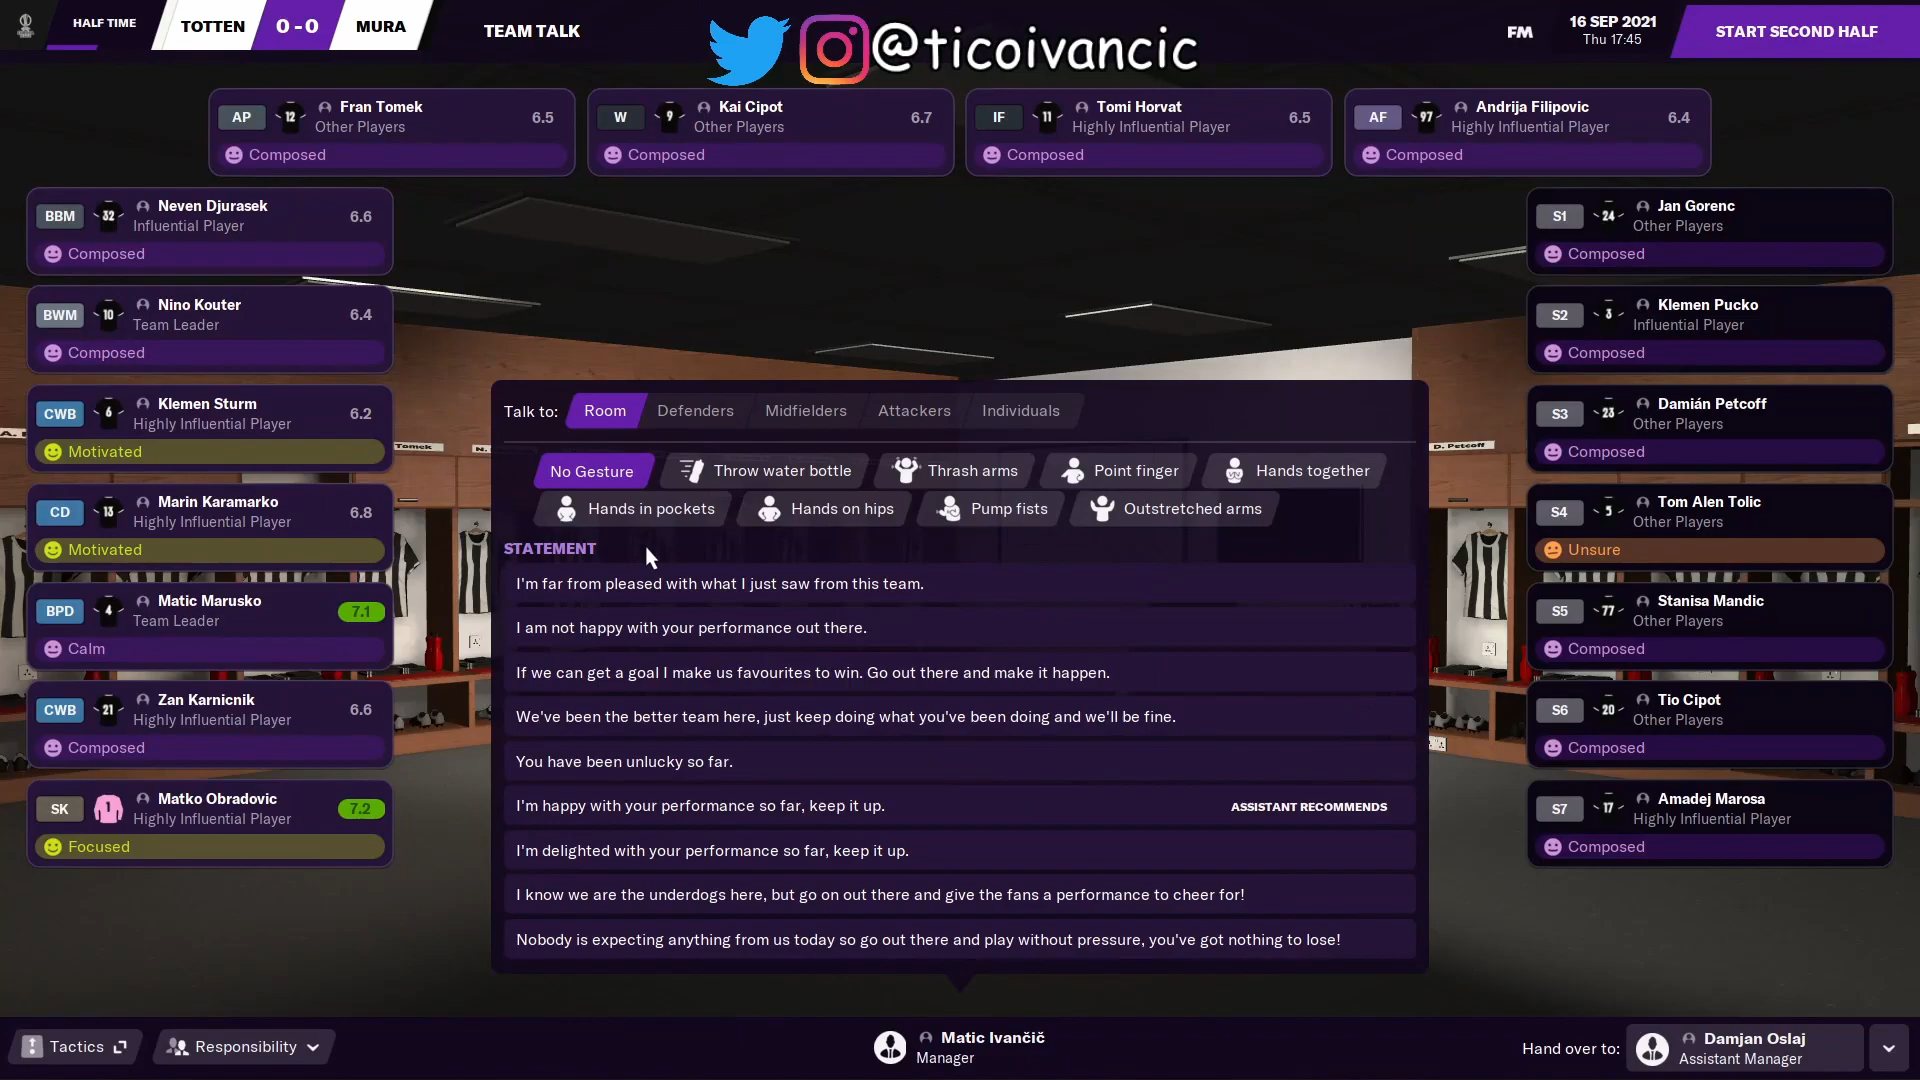 HALF TIME
TOTTEN
0 - 0
MURA
TEAM TALK
@ticoivancic
FM
16 SEP 2021
Thu 17:45
START SECOND HALF
AP
12
Fran Tomek
Other Players
6.5
Composed
W
9
Kai Cipot
Other Players
6.7
Composed
IF
11
Tomi Horvat
Highly Influential Player
6.5
Composed
AF
97
Andrija Filipovic
Highly Influential Player
6.4
Composed
BBM
32
Neven Djurasek
Influential Player
6.6
Composed
BWM
10
Nino Kouter
Team Leader
6.4
Composed
CWB
6
Klemen Sturm
Highly Influential Player
6.2
Motivated
CD
13
Marin Karamarko
Highly Influential Player
6.8
Motivated
BPD
4
Matic Marusko
Team Leader
7.1
Calm
CWB
21
Zan Karnicnik
Highly Influential Player
6.6
Composed
SK
1
Matko Obradovic
Highly Influential Player
7.2
Focused
Tomek
N.
D. Petcoff
Talk to:
Room
Defenders
Midfielders
Attackers
Individuals
No Gesture
Throw water bottle
Thrash arms
Point finger
Hands together
Hands in pockets
Hands on hips
Pump fists
Outstretched arms
STATEMENT
I'm far from pleased with what I just saw from this team.
I am not happy with your performance out there.
If we can get a goal I make us favourites to win. Go out there and make it happen.
We've been the better team here, just keep doing what you've been doing and we'll be fine.
You have been unlucky so far.
I'm happy with your performance so far, keep it up.
ASSISTANT RECOMMENDS
I'm delighted with your performance so far, keep it up.
I know we are the underdogs here, but go on out there and give the fans a performance to cheer for!
Nobody is expecting anything from us today so go out there and play without pressure, you've got nothing to lose!
S1
24
Jan Gorenc
Other Players
Composed
S2
3
Klemen Pucko
Influential Player
Composed
S3
23
Damián Petcoff
Other Players
Composed
S4
5
Tom Alen Tolic
Other Players
Unsure
S5
77
Stanisa Mandic
Other Players
Composed
S6
20
Tio Cipot
Other Players
Composed
S7
17
Amadej Marosa
Highly Influential Player
Composed
Tactics
Responsibility
Matic Ivančič
Manager
Hand over to:
Damjan Oslaj
Assistant Manager